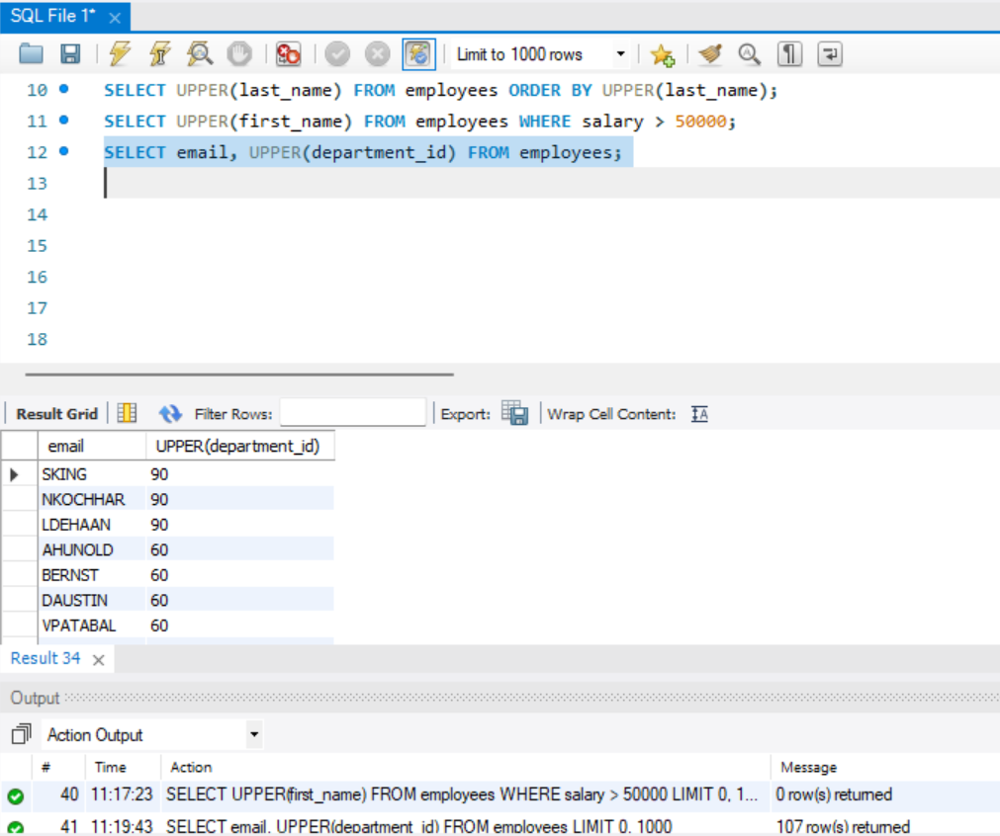 SQL File 1*
Limit to 1000 rows
10 SELECT UPPER(last_name) FROM employees ORDER BY UPPER(last_name);
11 SELECT UPPER(first_name) FROM employees WHERE salary > 50000;
12 SELECT email, UPPER(department_id) FROM employees;
13
14
15
16
17
18
Result Grid Filter Rows: Export: Wrap Cell Content:
email UPPER(department_id)
SKING 90
NKOCHHAR 90
LDEHAAN 90
AHUNOLD 60
BERNST 60
DAUSTIN 60
VPATABAL 60
Result 34
Output
Action Output
# Time Action Message
40 11:17:23 SELECT UPPER(first_name) FROM employees WHERE salary > 50000 LIMIT 0, 1... 0 row(s) returned
41 11:19:43 SELECT email, UPPER(department_id) FROM employees LIMIT 0, 1000 107 row(s) returned